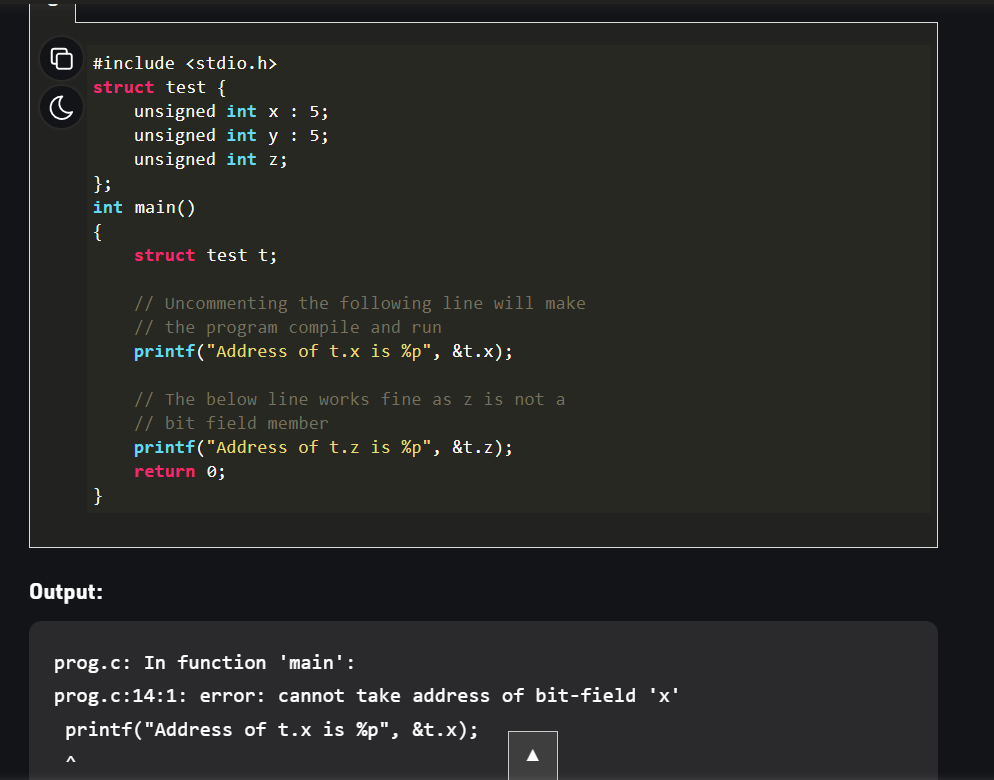 #include <stdio.h>
struct test {
    unsigned int x : 5;
    unsigned int y : 5;
    unsigned int z;
};
int main()
{
    struct test t;
    // Uncommenting the following line will make
    // the program compile and run
    printf("Address of t.x is %p", &t.x);
    // The below line works fine as z is not a
    // bit field member
    printf("Address of t.z is %p", &t.z);
    return 0;
}
Output:
prog.c: In function 'main':
prog.c:14:1: error: cannot take address of bit-field 'x'
 printf("Address of t.x is %p", &t.x);
 ^